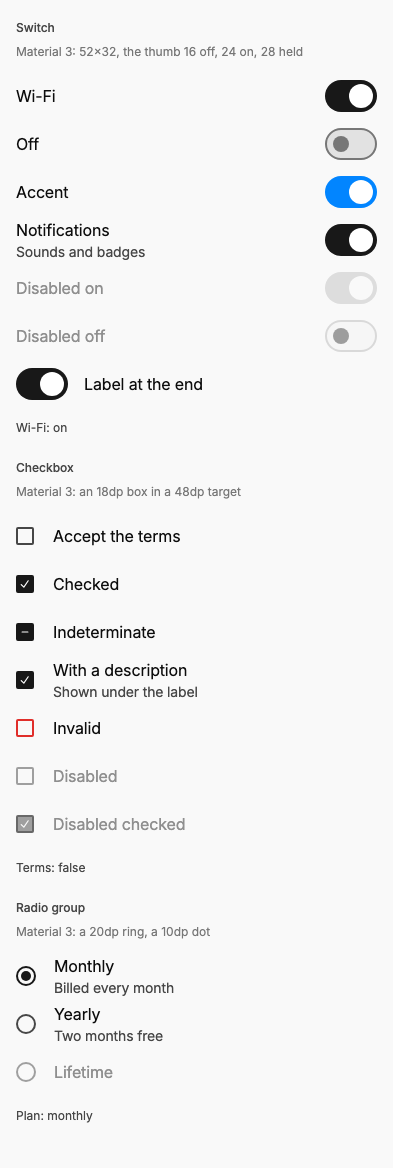 Switch
Material 3: 52×32, the thumb 16 off, 24 on, 28 held
Wi-Fi
Off
Accent
Notifications
Sounds and badges
Disabled on
Disabled off
Label at the end
Wi-Fi: on
Checkbox
Material 3: an 18dp box in a 48dp target
Accept the terms
Checked
Indeterminate
With a description
Shown under the label
Invalid
Disabled
Disabled checked
Terms: false
Radio group
Material 3: a 20dp ring, a 10dp dot
Monthly
Billed every month
Yearly
Two months free
Lifetime
Plan: monthly